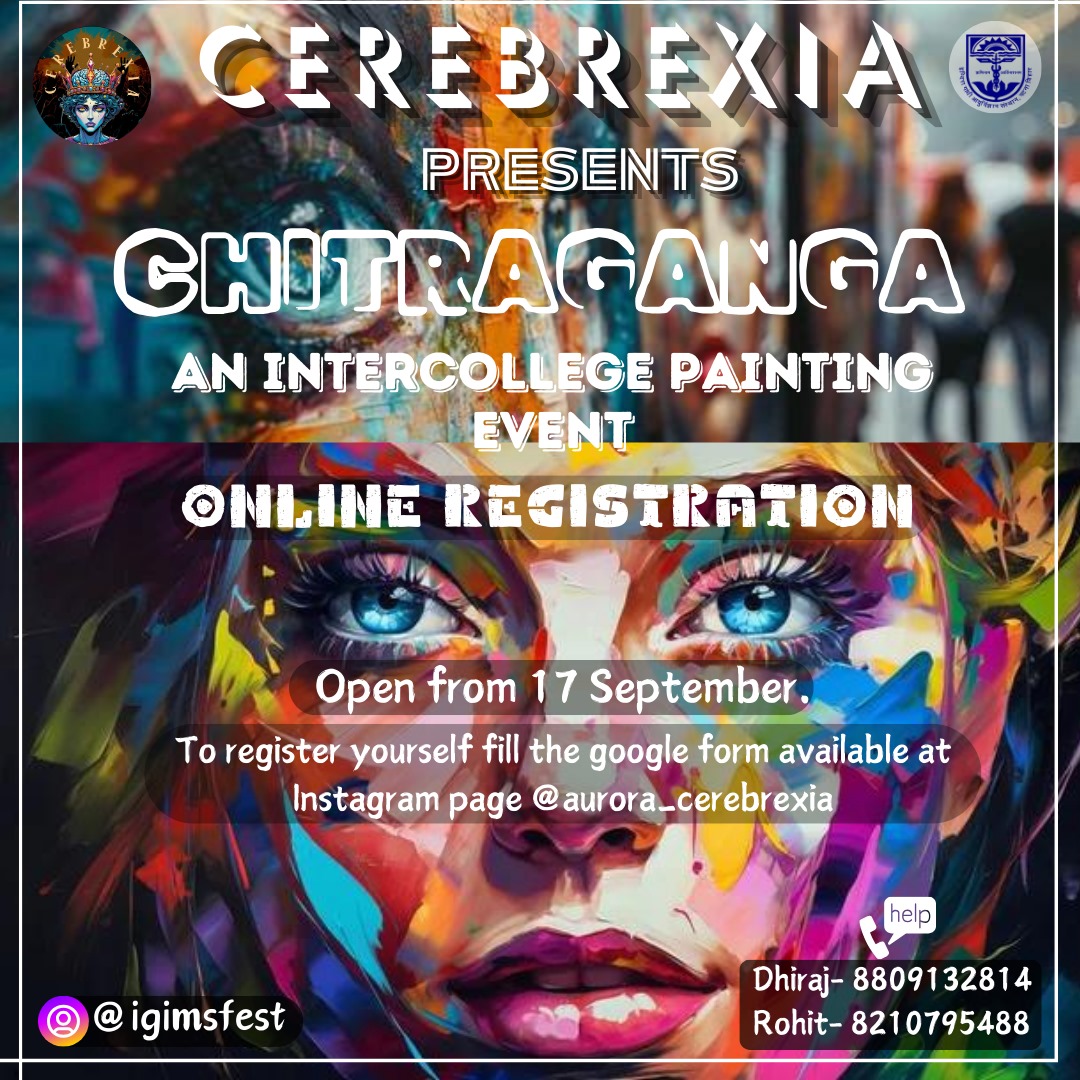 CEREBREXIA
CEREBREXIA
PRESENTS
CHITRAGANGA
AN INTERCOLLEGE PAINTING
EVENT
ONLINE REGISTRATION
Open from 17 September.
To register yourself fill the google form available at
Instagram page @aurora_cerebrexia
help
Dhiraj- 8809132814
Rohit- 8210795488
@igimsfest